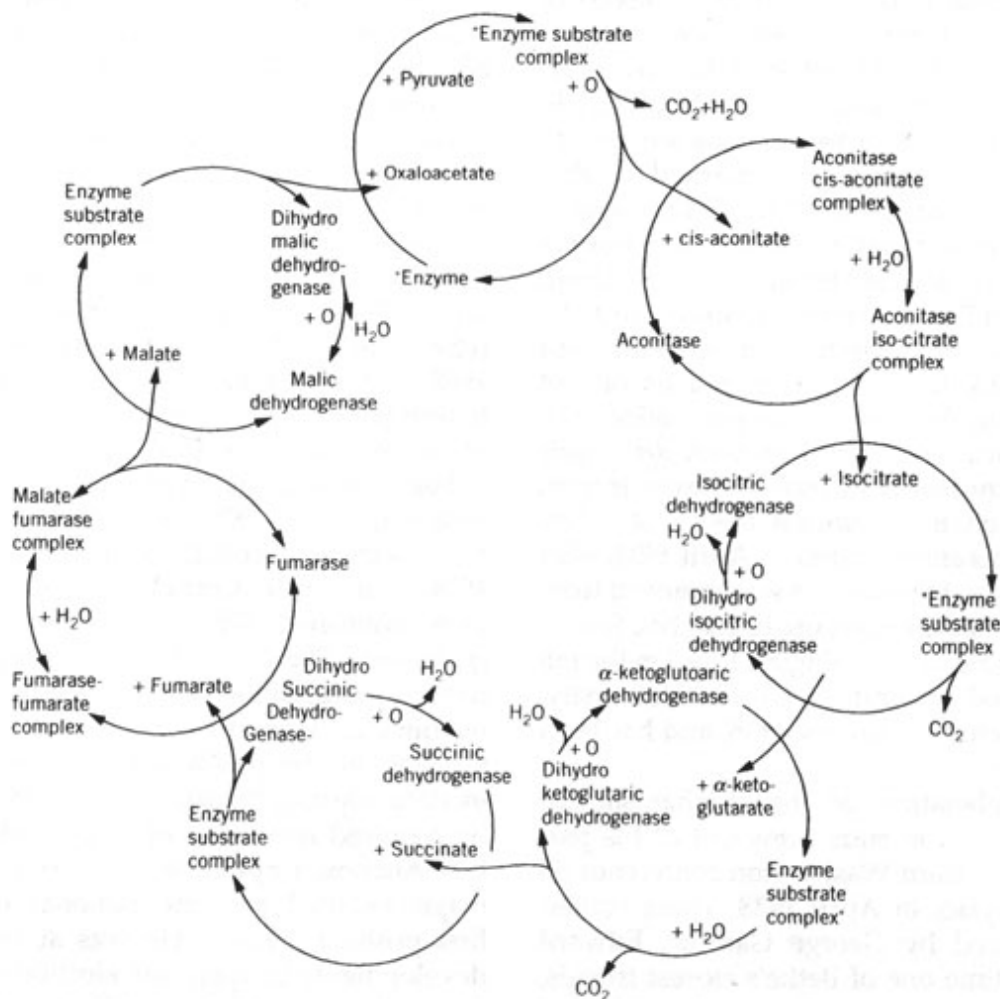 *Enzyme substrate
complex
+ O
+ Pyruvate
CO₂+H₂O
+ Oxaloacetate
*Enzyme
Aconitase
cis-aconitate
complex
+ cis-aconitate
+ H₂O
Aconitase
Aconitase
iso-citrate
complex
Enzyme
substrate
complex
Dihydro
malic
dehydro-
genase
+ O
H₂O
+ Malate
Malic
dehydrogenase
Isocitric
dehydrogenase
+ Isocitrate
H₂O
+ O
Dihydro
isocitric
dehydrogenase
*Enzyme
substrate
complex
CO₂
Malate
fumarase
complex
Fumarase
+ H₂O
Fumarase-
fumarate
complex
+ Fumarate
Dihydro
Succinic
Dehydro-
Genase-
H₂O
+ O
Succinic
dehydrogenase
Enzyme
substrate
complex
+ Succinate
α-ketoglutoaric
dehydrogenase
H₂O
+ O
Dihydro
ketoglutaric
dehydrogenase
+ α-keto-
glutarate
Enzyme
substrate
complex*
+ H₂O
CO₂